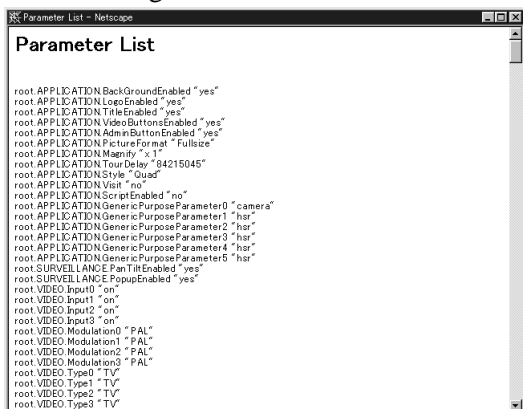 Parameter List - Netscape
Parameter List
root.APPLICATION.BackGroundEnabled "yes"
root.APPLICATION.LogoEnabled "yes"
root.APPLICATION.TitleEnabled "yes"
root.APPLICATION.VideoButtonsEnabled "yes"
root.APPLICATION.AdminButtonEnabled "yes"
root.APPLICATION.PictureFormat "Fullsize"
root.APPLICATION.Magnify "x 1"
root.APPLICATION.TourDelay "84215045"
root.APPLICATION.Style "Quad"
root.APPLICATION.Visit "no"
root.APPLICATION.ScriptEnabled "no"
root.APPLICATION.GenericPurposeParameter0 "camera"
root.APPLICATION.GenericPurposeParameter1 "hsr"
root.APPLICATION.GenericPurposeParameter2 "hsr"
root.APPLICATION.GenericPurposeParameter3 "hsr"
root.APPLICATION.GenericPurposeParameter4 "hsr"
root.APPLICATION.GenericPurposeParameter5 "hsr"
root.SURVEILLANCE.PanTiltEnabled "yes"
root.SURVEILLANCE.PopupEnabled "yes"
root.VIDEO.Input0 "on"
root.VIDEO.Input1 "on"
root.VIDEO.Input2 "on"
root.VIDEO.Input3 "on"
root.VIDEO.Modulation0 "PAL"
root.VIDEO.Modulation1 "PAL"
root.VIDEO.Modulation2 "PAL"
root.VIDEO.Modulation3 "PAL"
root.VIDEO.Type0 "TV"
root.VIDEO.Type1 "TV"
root.VIDEO.Type2 "TV"
root.VIDEO.Type3 "TV"